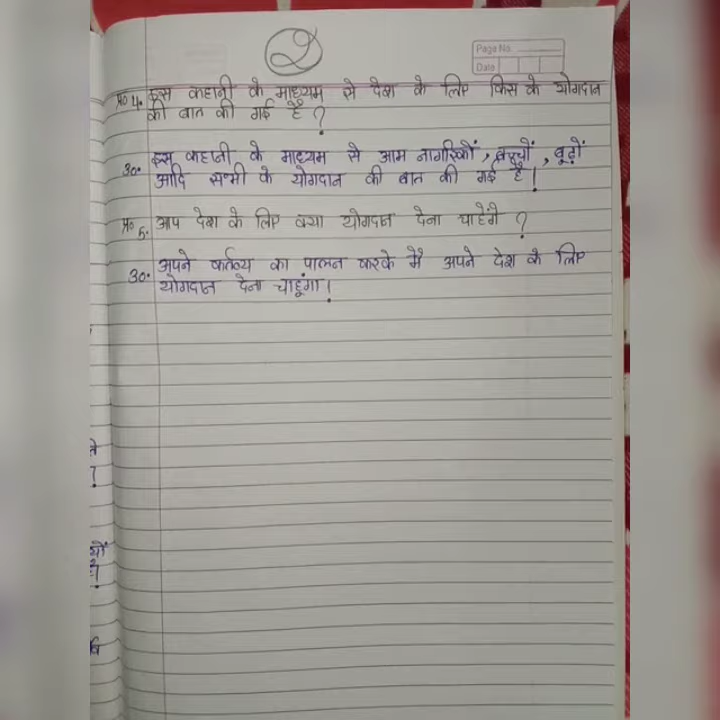 2
Page No.
Date
प्र० 4. इस कहानी के माध्यम से देश के लिए किस के योगदान
की बात की गई है ?
उ०. इस कहानी के माध्यम से आम नागरिकों , बच्चों , बूढ़ों
आदि सभी के योगदान की बात की गई है।
प्र० 5. आप देश के लिए क्या योगदान देना चाहेंगे ?
उ०. अपने कर्तव्य का पालन करके मैं अपने देश के लिए
योगदान देना चाहूंगा।